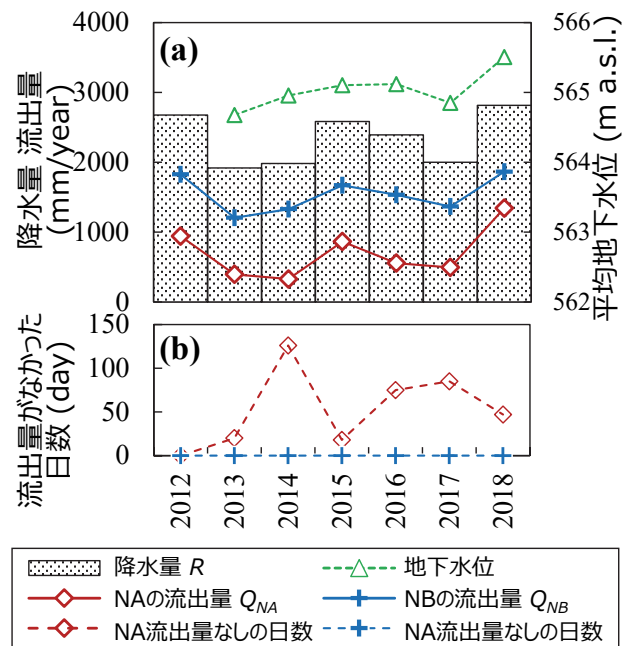 (a)
4000
3000
2000
1000
0
降水量 流出量
(mm/year)
566
565
564
563
562
平均地下水位 (m a.s.l.)
(b)
150
100
50
0
流出量がなかった
日数 (day)
2012 2013 2014 2015 2016 2017 2018
降水量 R 地下水位
NAの流出量 Q_NA NBの流出量 Q_NB
NA流出量なしの日数 NA流出量なしの日数